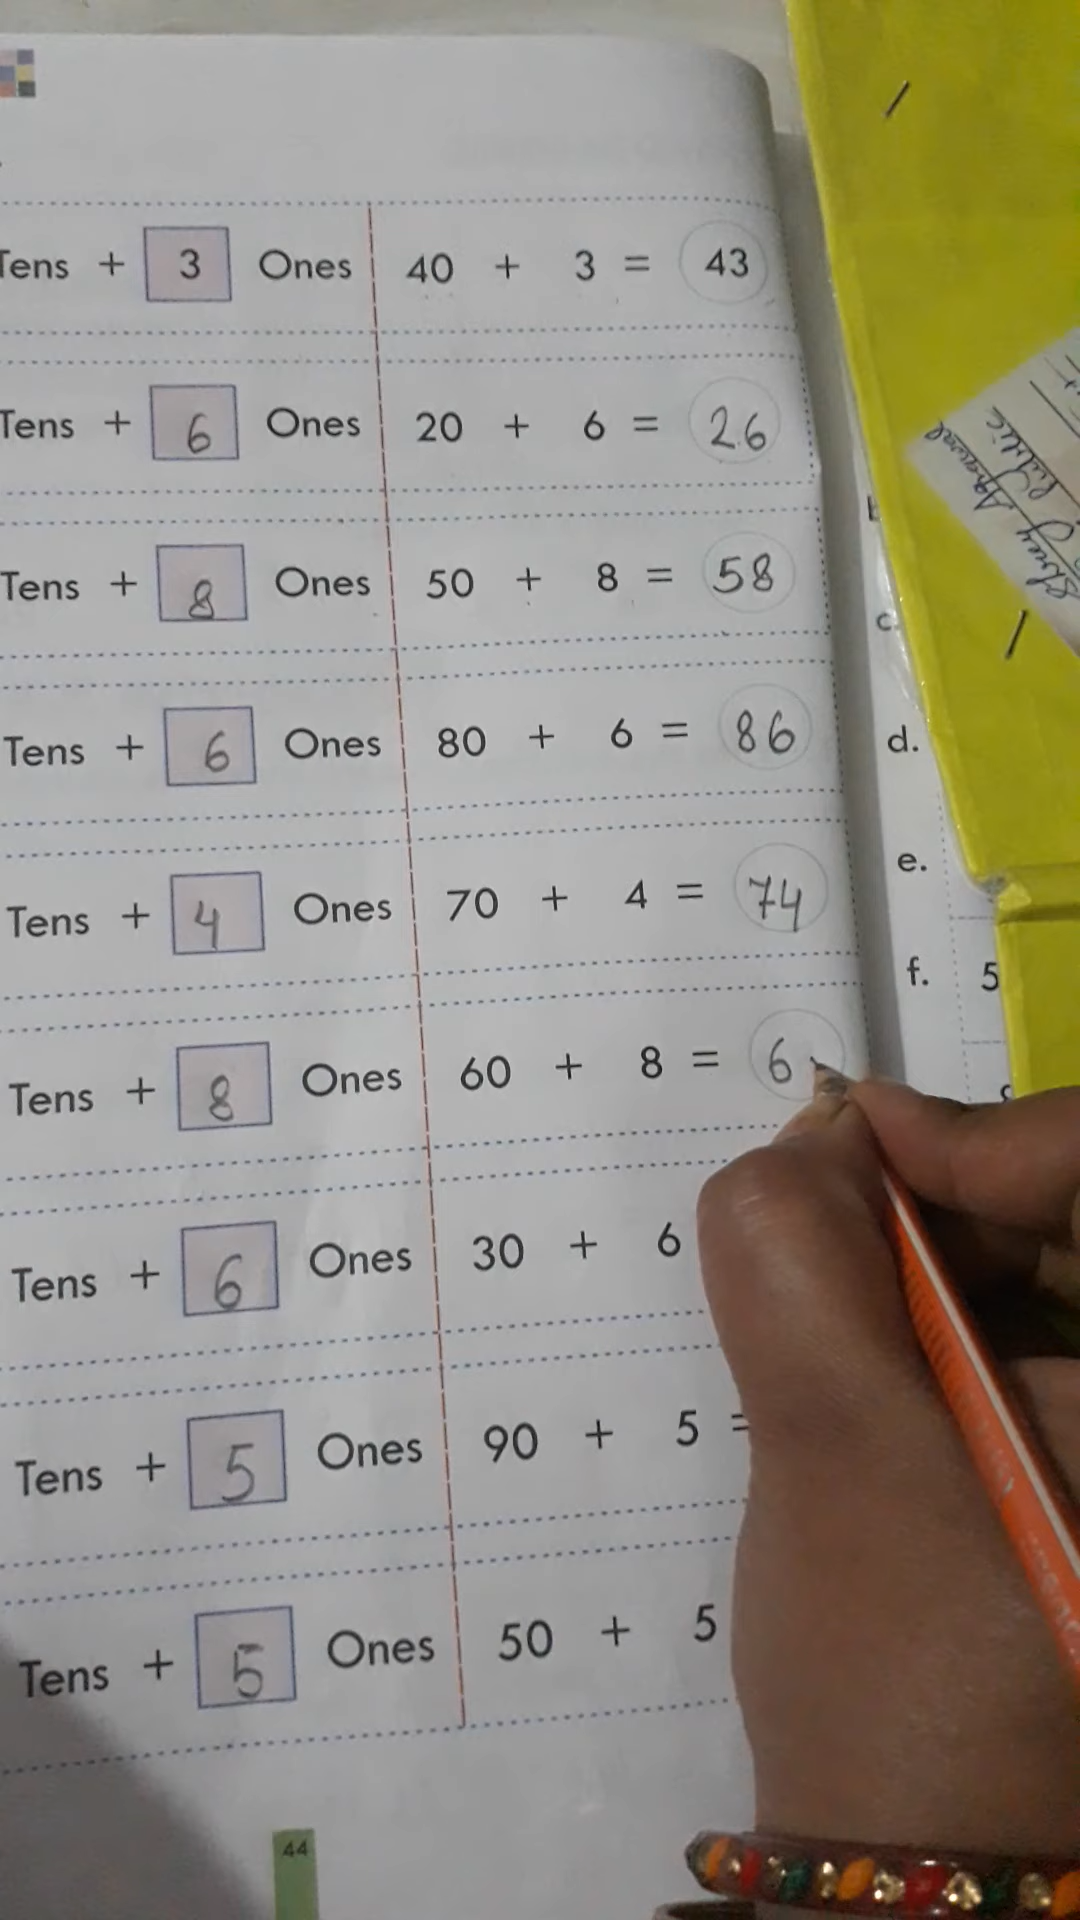 Tens + 3 Ones 40 + 3 = 43
Tens + 6 Ones 20 + 6 = 26
Tens + 8 Ones 50 + 8 = 58
Tens + 6 Ones 80 + 6 = 86
Tens + 4 Ones 70 + 4 = 74
Tens + 8 Ones 60 + 8 = 6
Tens + 6 Ones 30 + 6
Tens + 5 Ones 90 + 5 =
Tens + 5 Ones 50 + 5
44
c.
d.
e.
f. 5
Public